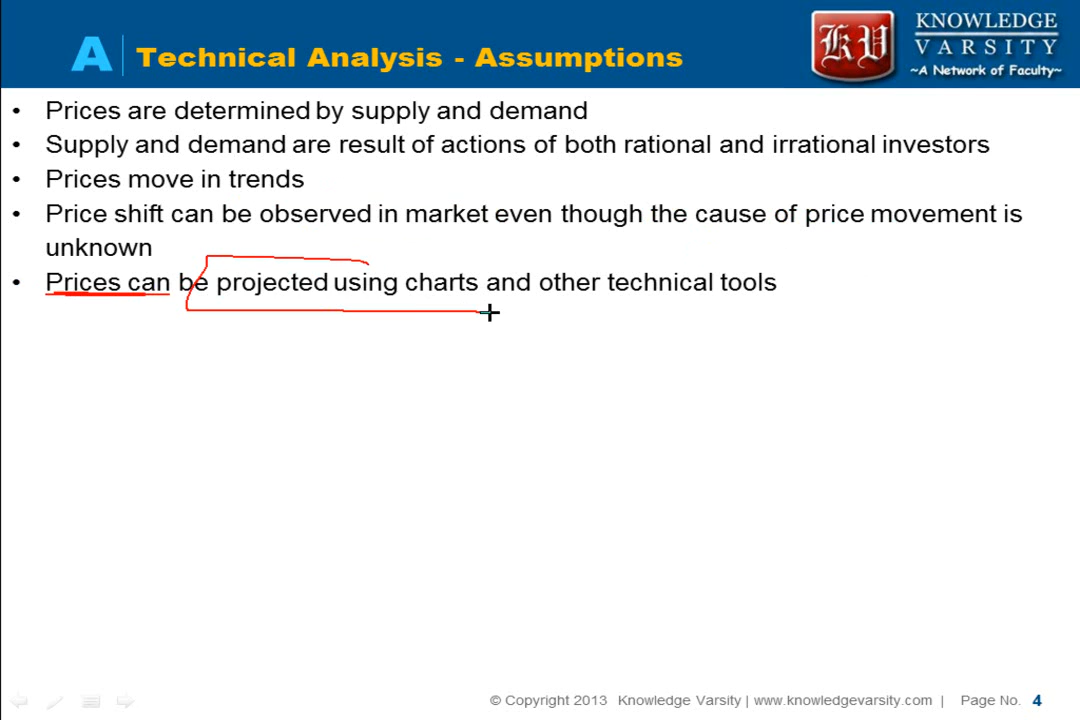 A
Technical Analysis - Assumptions
KV
KNOWLEDGE
VARSITY
~A Network of Faculty~
• Prices are determined by supply and demand
• Supply and demand are result of actions of both rational and irrational investors
• Prices move in trends
• Price shift can be observed in market even though the cause of price movement is
unknown
• Prices can be projected using charts and other technical tools
© Copyright 2013 Knowledge Varsity | www.knowledgevarsity.com | Page No. 4